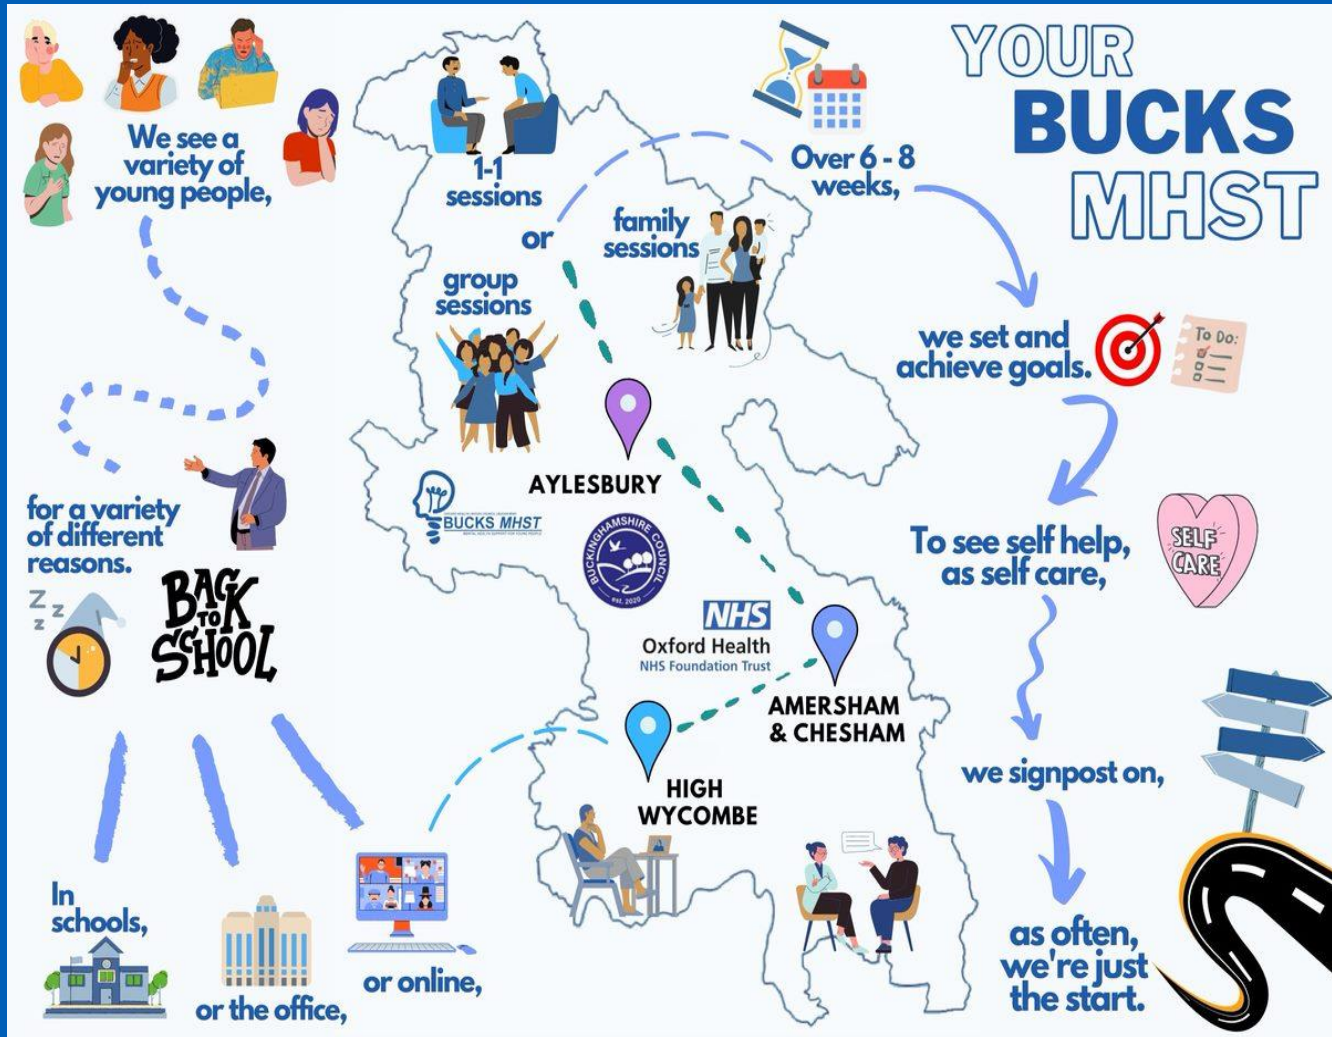 YOUR
BUCKS
MHST
We see a
variety of
young people,
for a variety
of different
reasons.
Z z
z
BACK
TO
SCHOOL
In
schools,
or the office,
or online,
HIGH
WYCOMBE
AMERSHAM
& CHESHAM
AYLESBURY
BUCKS MHST
BUCKINGHAMSHIRE COUNCIL
est. 2020
NHS
Oxford Health
NHS Foundation Trust
1-1
sessions
or
group
sessions
family
sessions
Over 6 - 8
weeks,
we set and
achieve goals.
To Do:
To see self help,
as self care,
SELF
CARE
we signpost on,
as often,
we're just
the start.